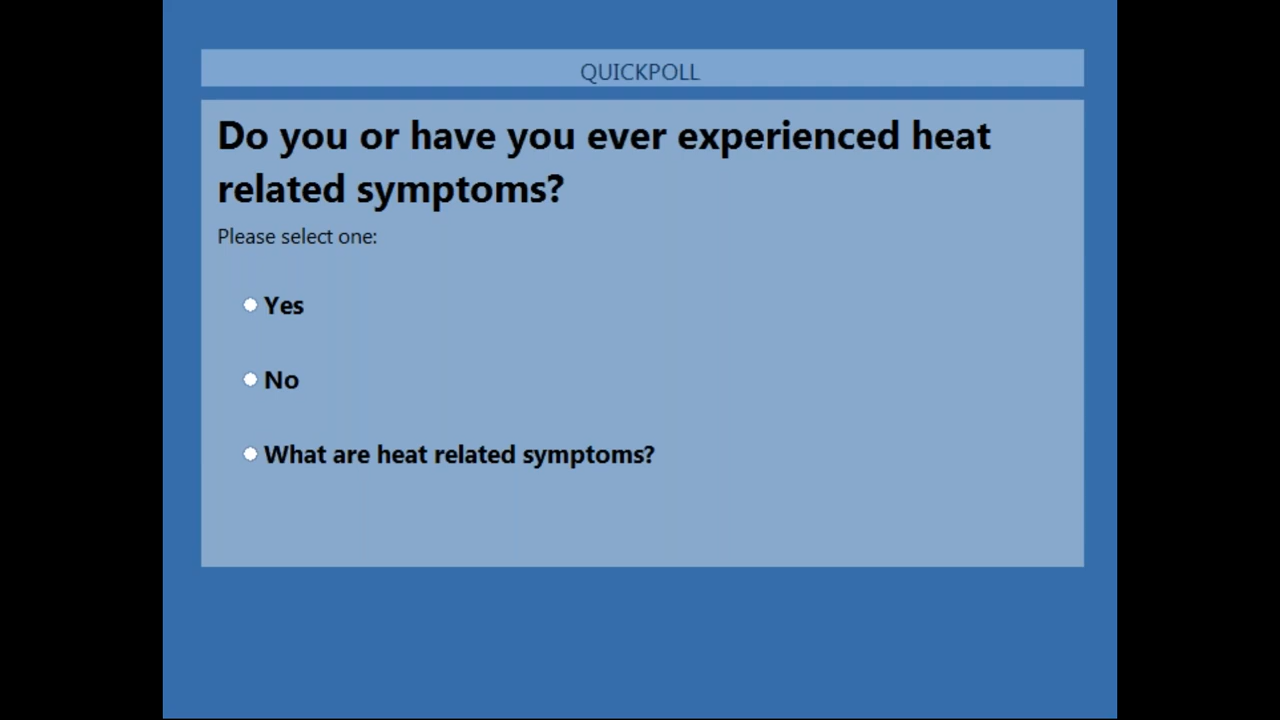 QUICKPOLL
Do you or have you ever experienced heat
related symptoms?
Please select one:
Yes
No
What are heat related symptoms?